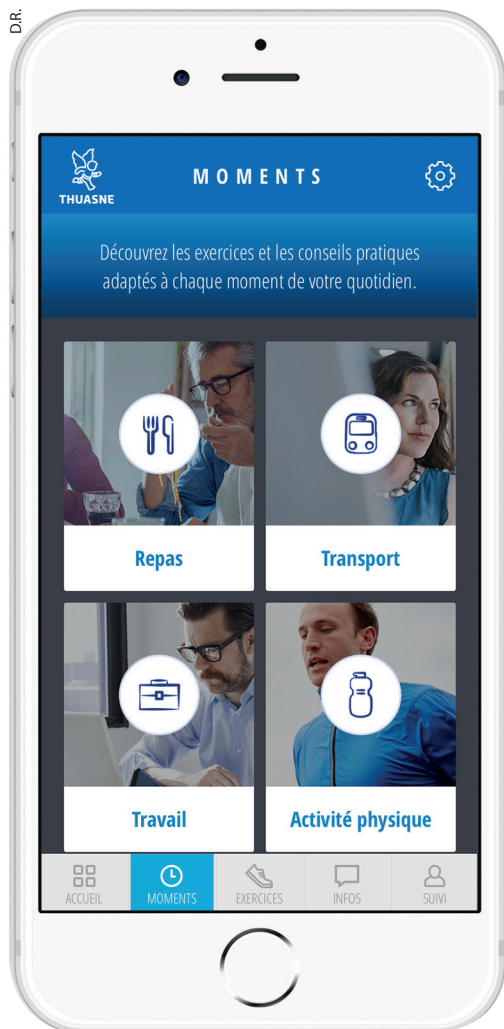 D.R.
THUASNE
MOMENTS
Découvrez les exercices et les conseils pratiques
adaptés à chaque moment de votre quotidien.
Repas
Transport
Travail
Activité physique
ACCUEIL
MOMENTS
EXERCICES
INFOS
SUIVI